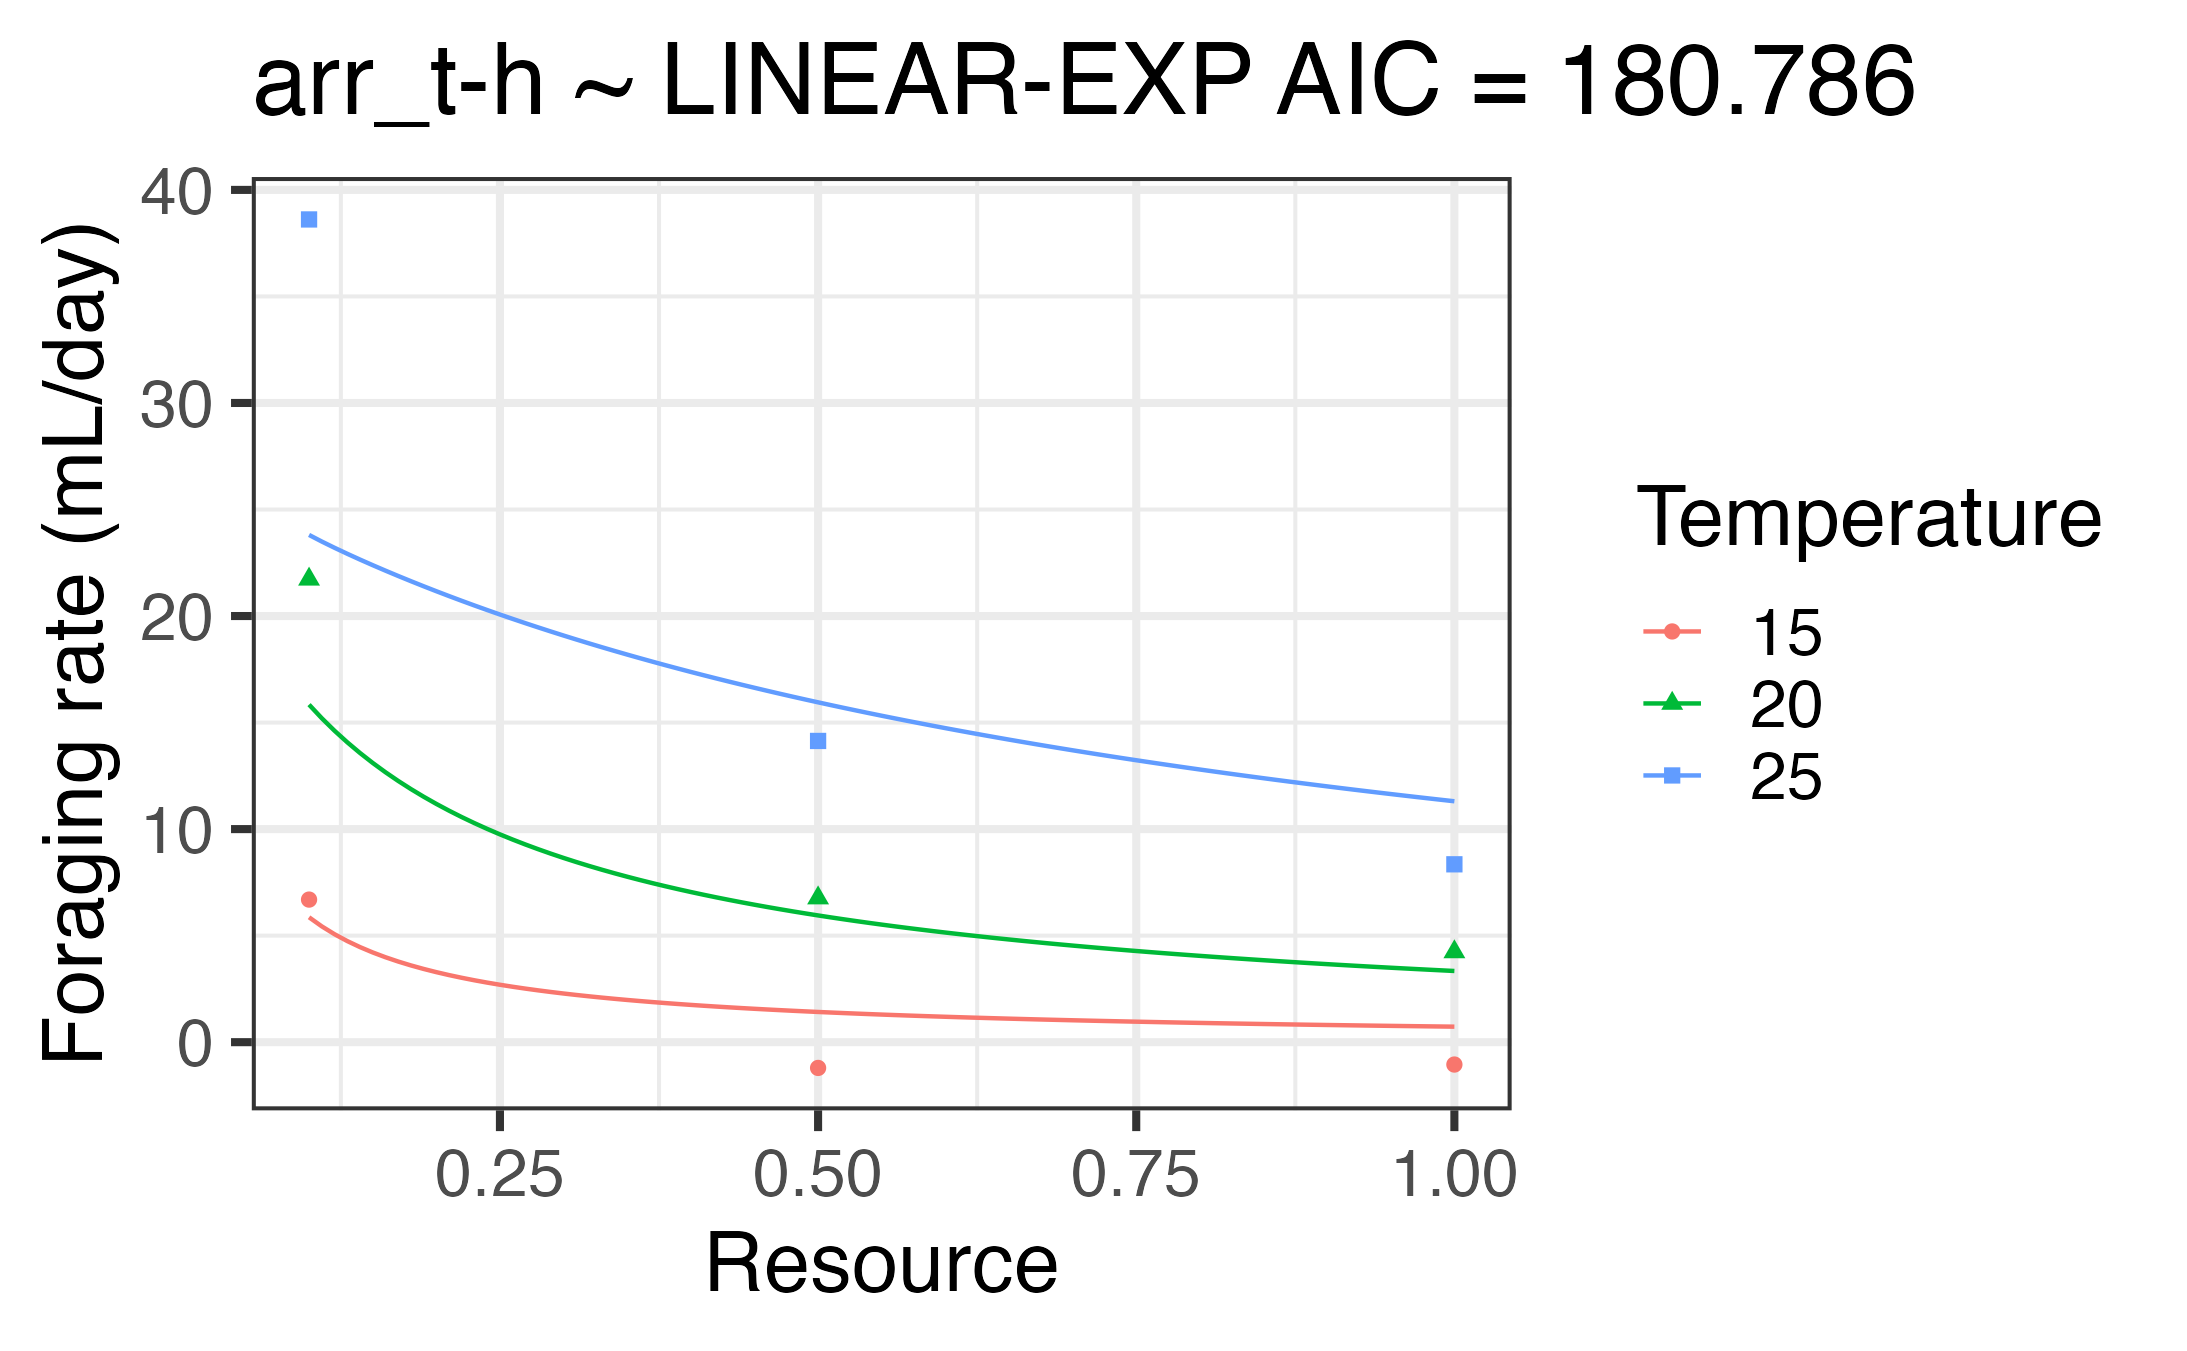 arr_t-h ~ LINEAR-EXP AIC = 180.786
Foraging rate (mL/day)
40
30
20
10
0
0.25 0.50 0.75 1.00
Resource
Temperature
15
20
25